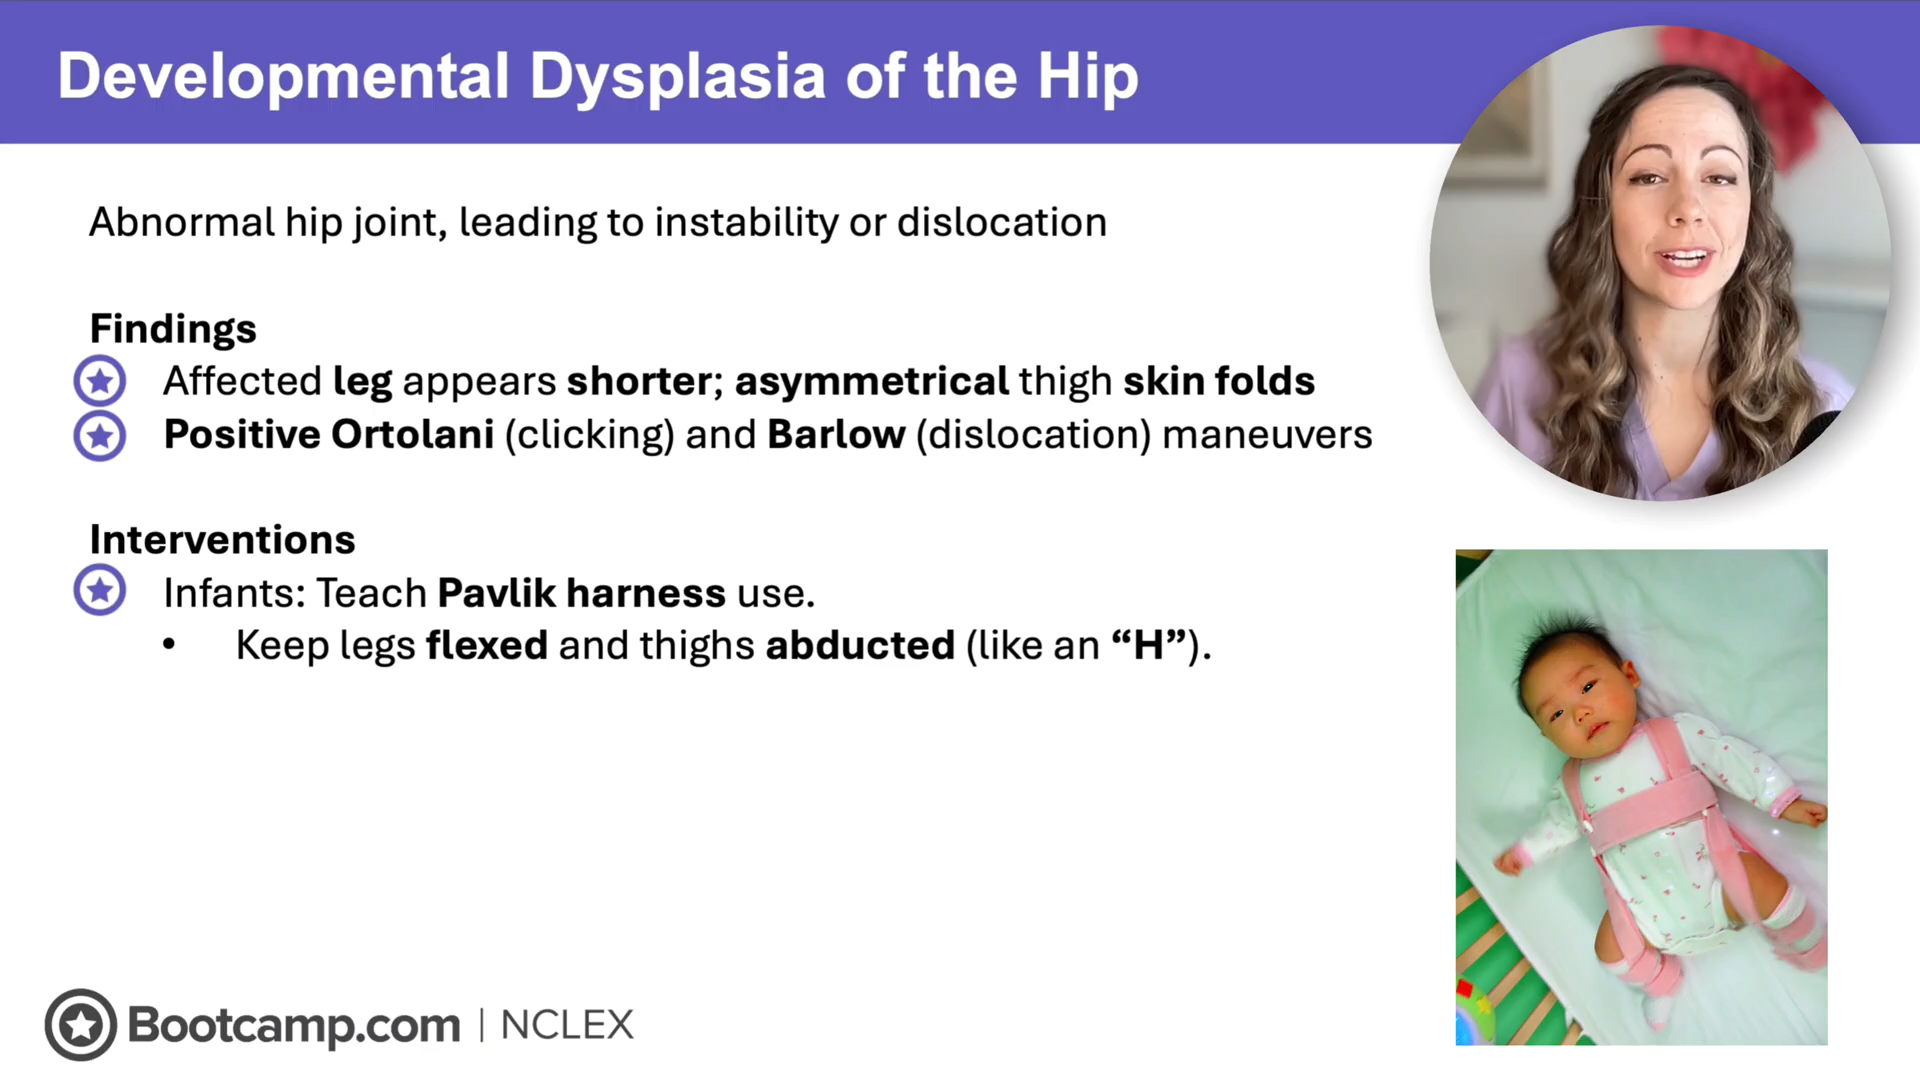 Developmental Dysplasia of the Hip
Abnormal hip joint, leading to instability or dislocation
Findings
Affected leg appears shorter; asymmetrical thigh skin folds
Positive Ortolani (clicking) and Barlow (dislocation) maneuvers
Interventions
Infants: Teach Pavlik harness use.
• Keep legs flexed and thighs abducted (like an “H”).
Bootcamp.com | NCLEX